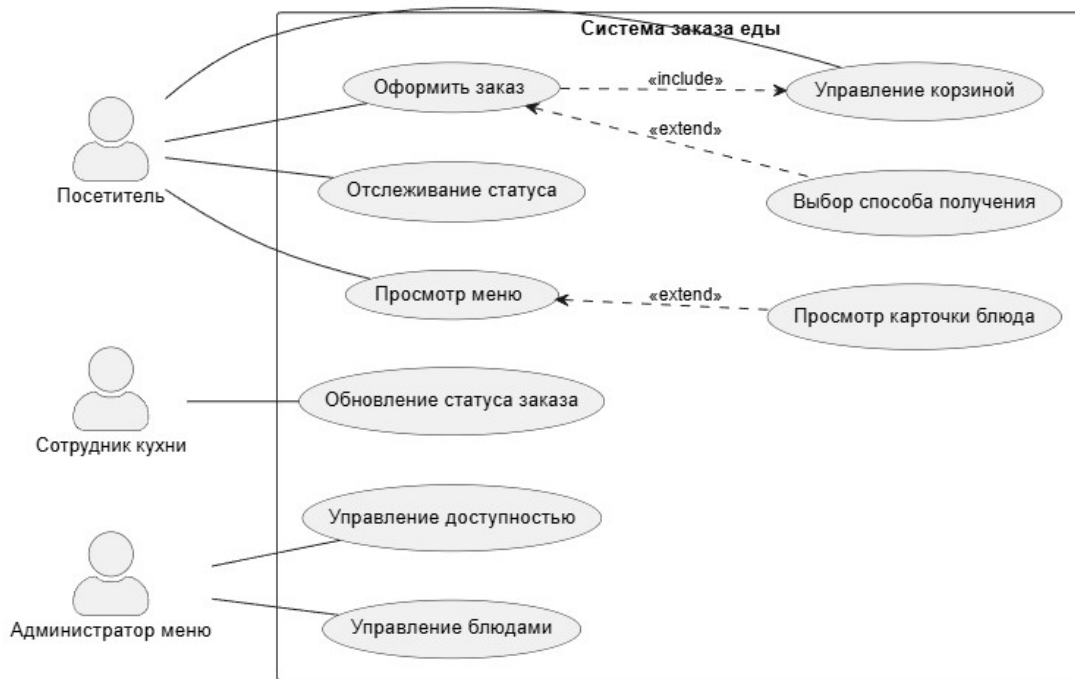 Система заказа еды
Оформить заказ
«include»
Управление корзиной
«extend»
Посетитель
Отслеживание статуса
Выбор способа получения
Просмотр меню
«extend»
Просмотр карточки блюда
Обновление статуса заказа
Сотрудник кухни
Управление доступностью
Администратор меню
Управление блюдами